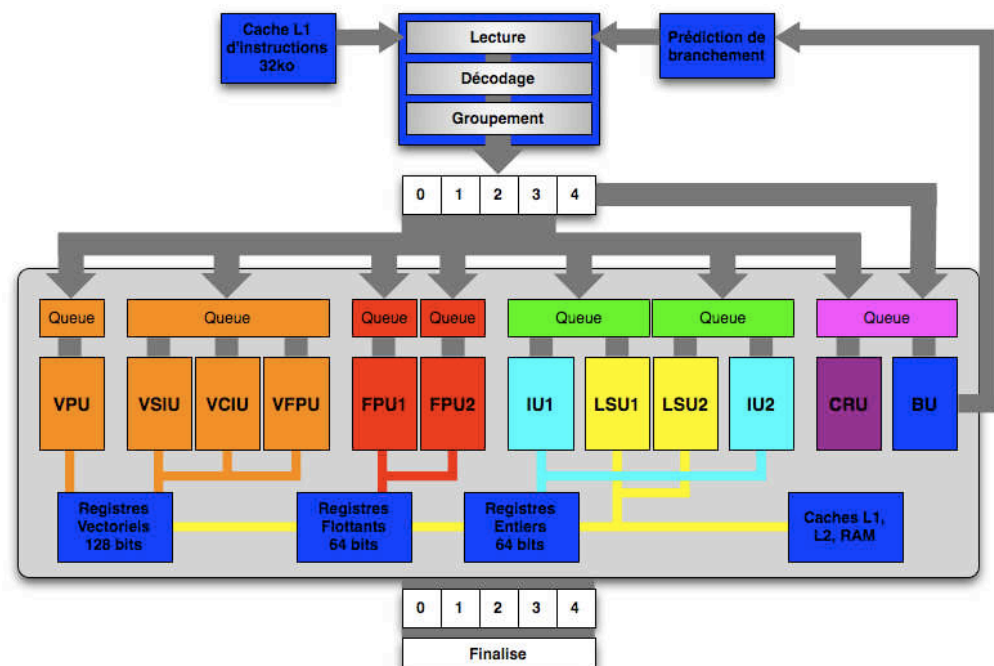 Cache L1
d'instructions
32ko
Lecture
Prédiction de
branchement
Décodage
Groupement
0 1 2 3 4
Queue Queue Queue Queue Queue Queue Queue
VPU VSIU VCIU VFPU FPU1 FPU2 IU1 LSU1 LSU2 IU2 CRU BU
Registres
Vectoriels
128 bits
Registres
Flottants
64 bits
Registres
Entiers
64 bits
Caches L1,
L2, RAM
0 1 2 3 4
Finalise